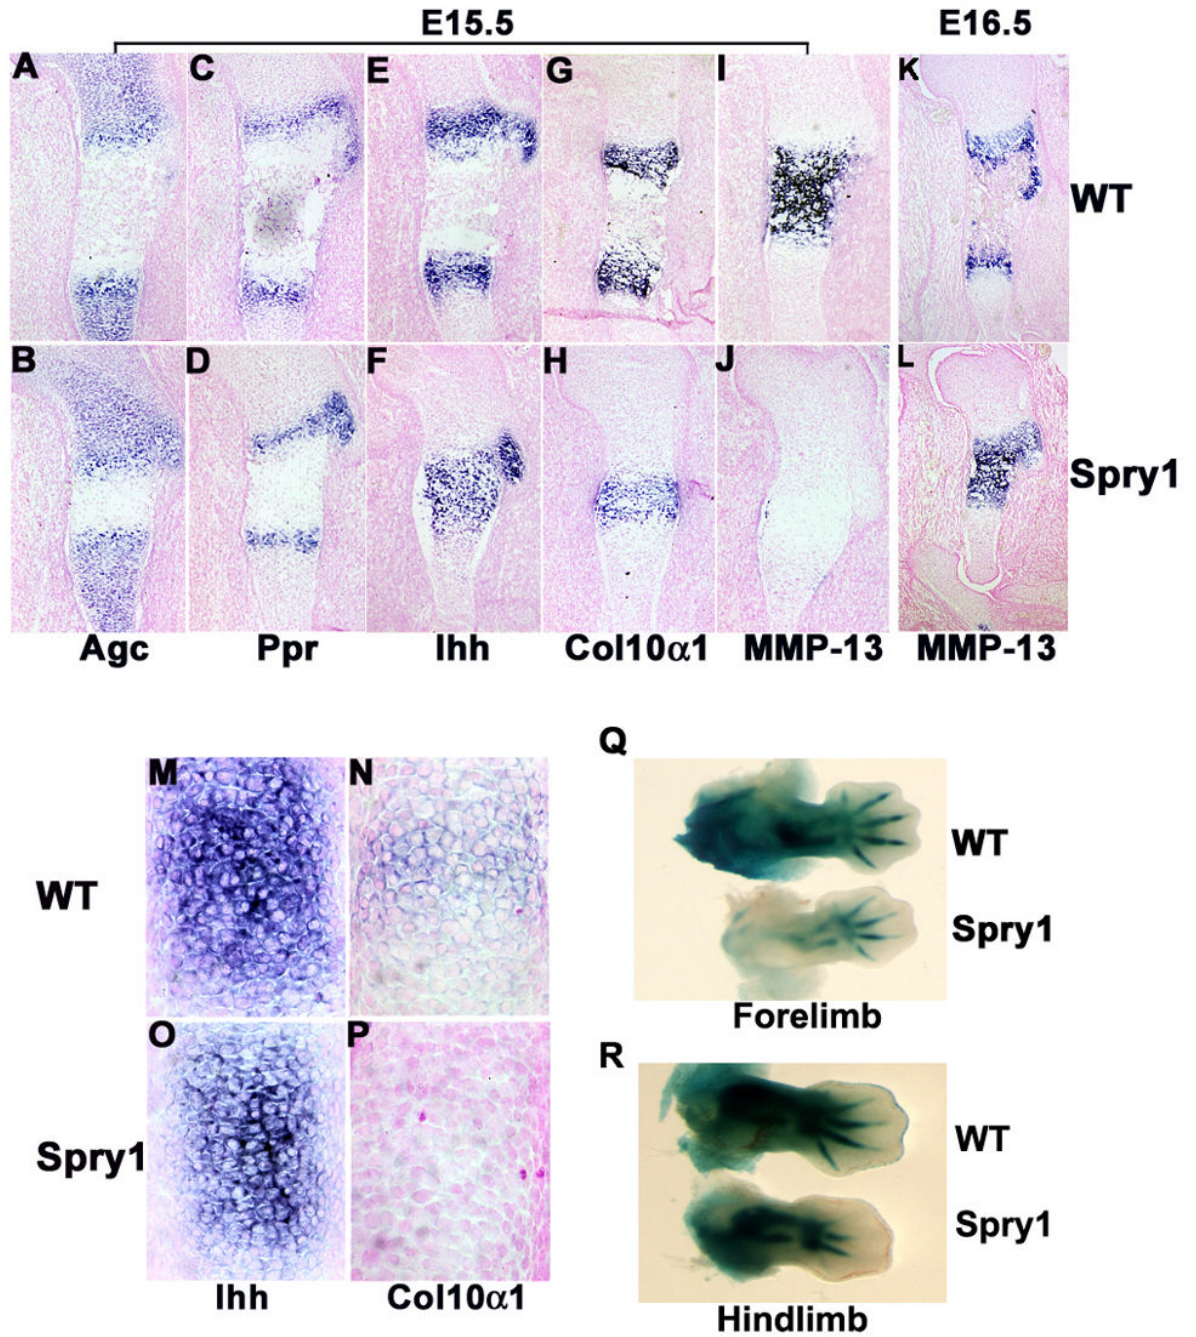 E15.5 E16.5
A C E G I K
WT
B D F H J L
Spry1
Agc Ppr Ihh Col10α1 MMP-13 MMP-13
Q
M N
WT
WT
Spry1
Forelimb
O P
R
WT
Spry1
Spry1
Ihh Col10α1
Hindlimb